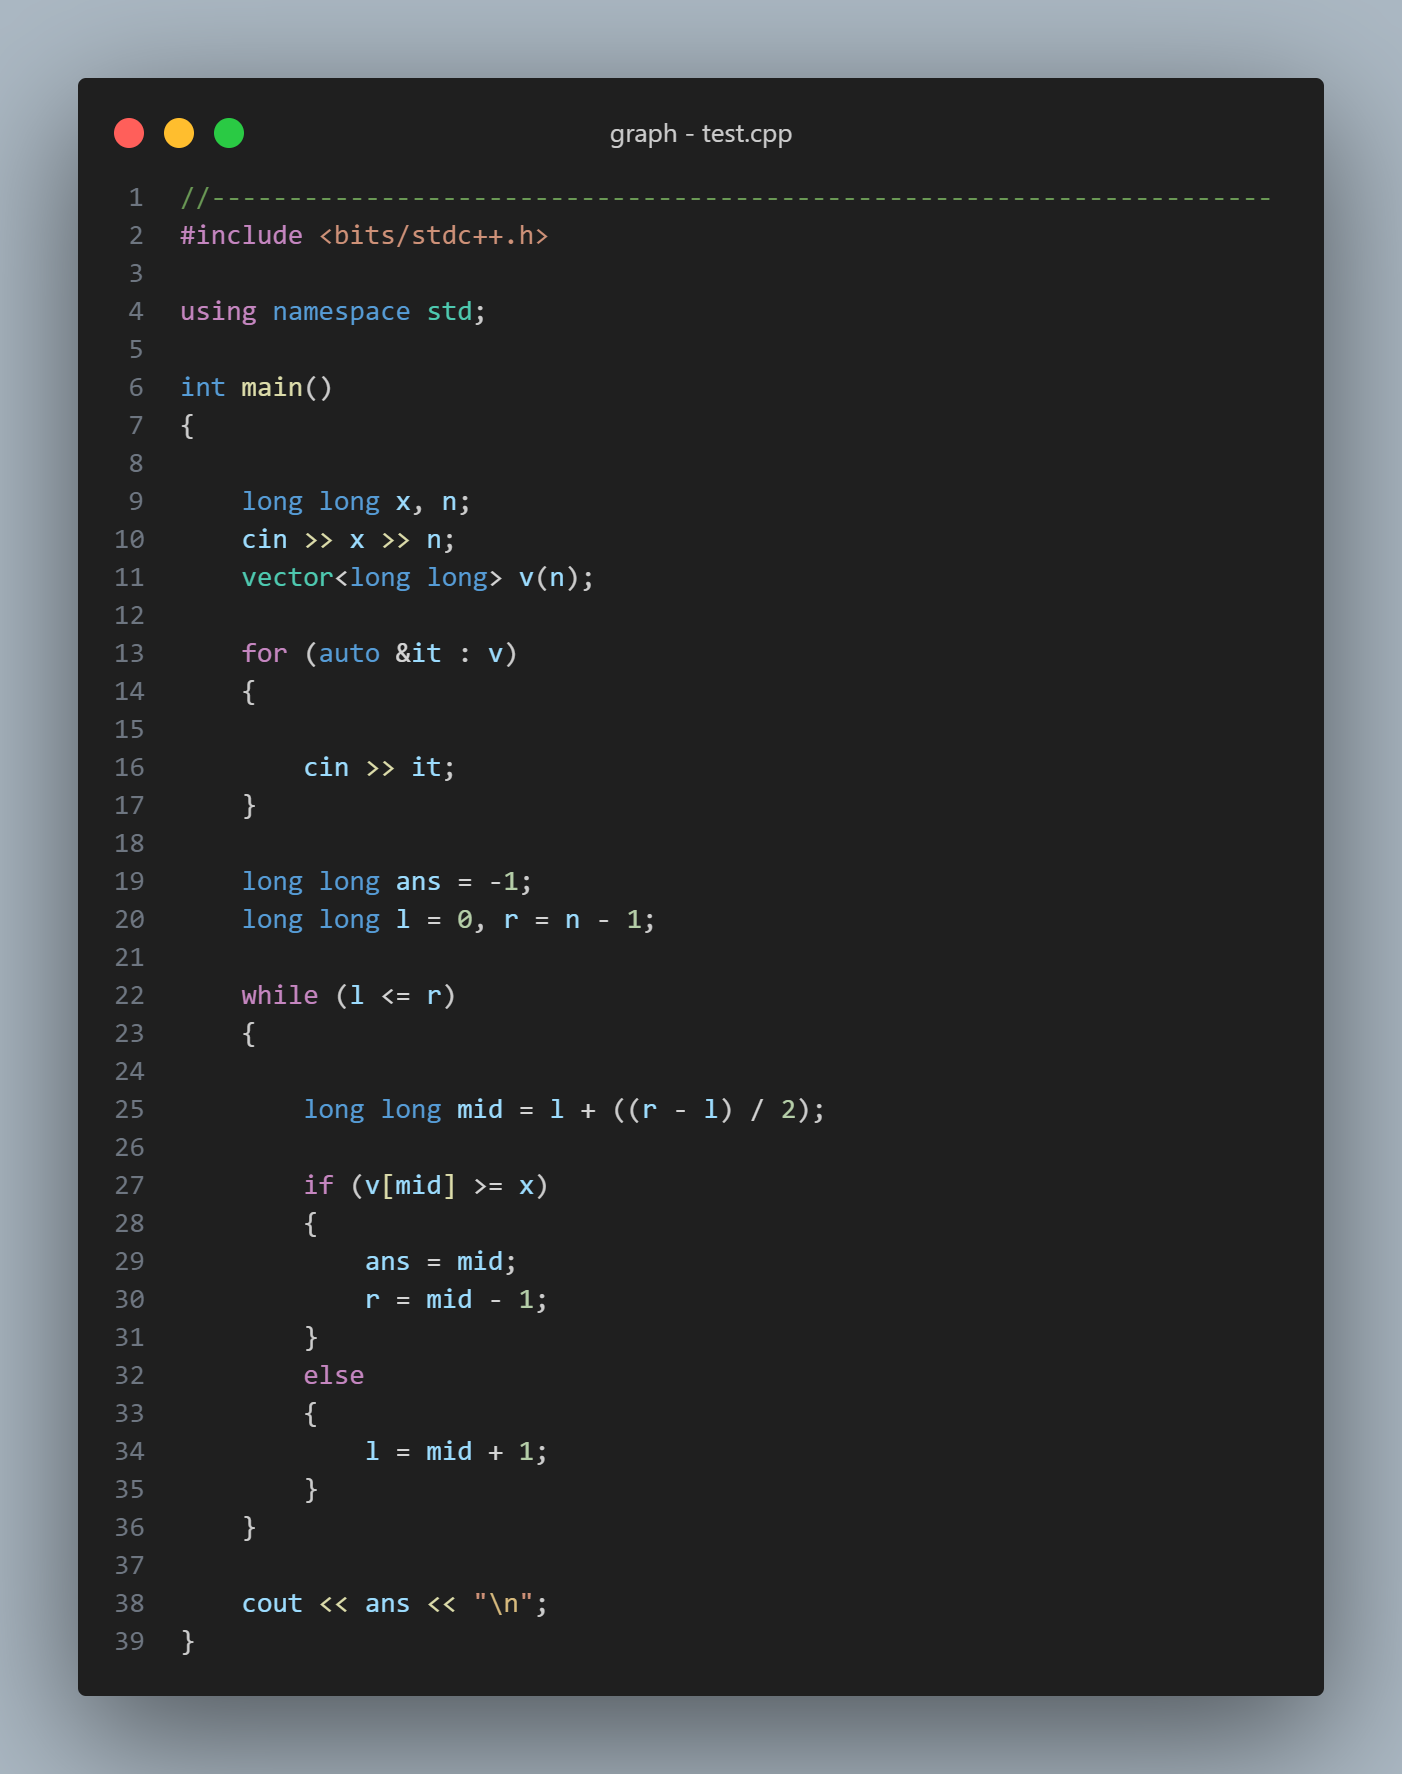 graph - test.cpp
1 //---------------------------------------------------------------------
2 #include <bits/stdc++.h>
3
4 using namespace std;
5
6 int main()
7 {
8
9     long long x, n;
10     cin >> x >> n;
11     vector<long long> v(n);
12
13     for (auto &it : v)
14     {
15
16         cin >> it;
17     }
18
19     long long ans = -1;
20     long long l = 0, r = n - 1;
21
22     while (l <= r)
23     {
24
25         long long mid = l + ((r - l) / 2);
26
27         if (v[mid] >= x)
28         {
29             ans = mid;
30             r = mid - 1;
31         }
32         else
33         {
34             l = mid + 1;
35         }
36     }
37
38     cout << ans << "\n";
39 }